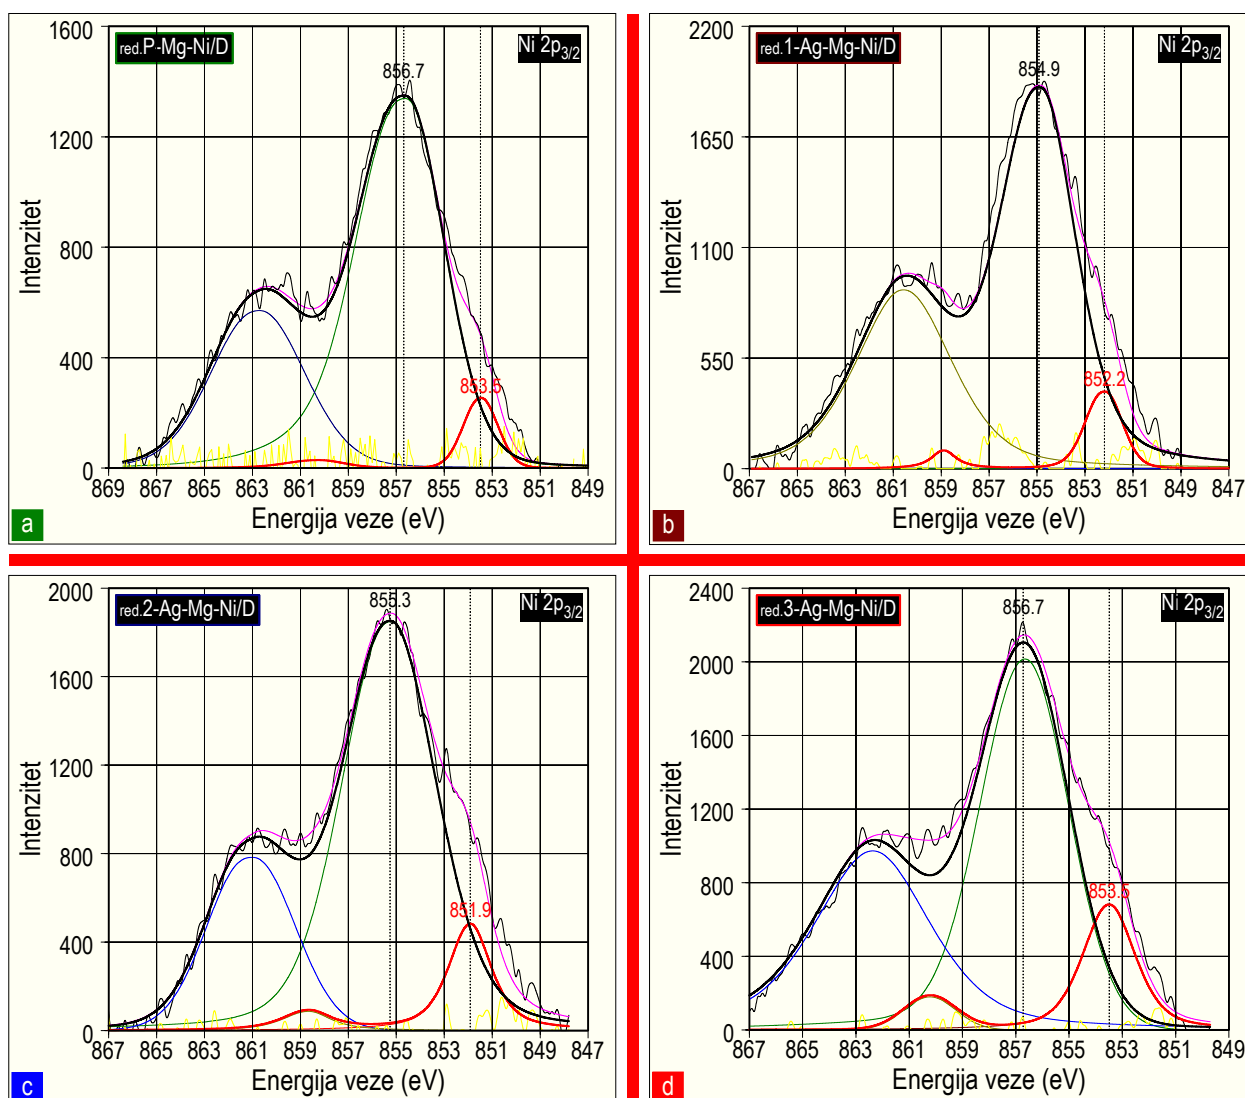 red.P-Mg-Ni/D
Ni 2p3/2
856.7
853.5
Intenzitet
1600
1200
800
400
0
869 867 865 863 861 859 857 855 853 851 849
Energija veze (eV)
a
red.1-Ag-Mg-Ni/D
Ni 2p3/2
854.9
852.2
Intenzitet
2200
1650
1100
550
0
867 865 863 861 859 857 855 853 851 849 847
Energija veze (eV)
b
red.2-Ag-Mg-Ni/D
Ni 2p3/2
855.3
851.9
Intenzitet
2000
1600
1200
800
400
0
867 865 863 861 859 857 855 853 851 849 847
Energija veze (eV)
c
red.3-Ag-Mg-Ni/D
Ni 2p3/2
856.7
853.5
Intenzitet
2400
2000
1600
1200
800
400
0
867 865 863 861 859 857 855 853 851 849
Energija veze (eV)
d